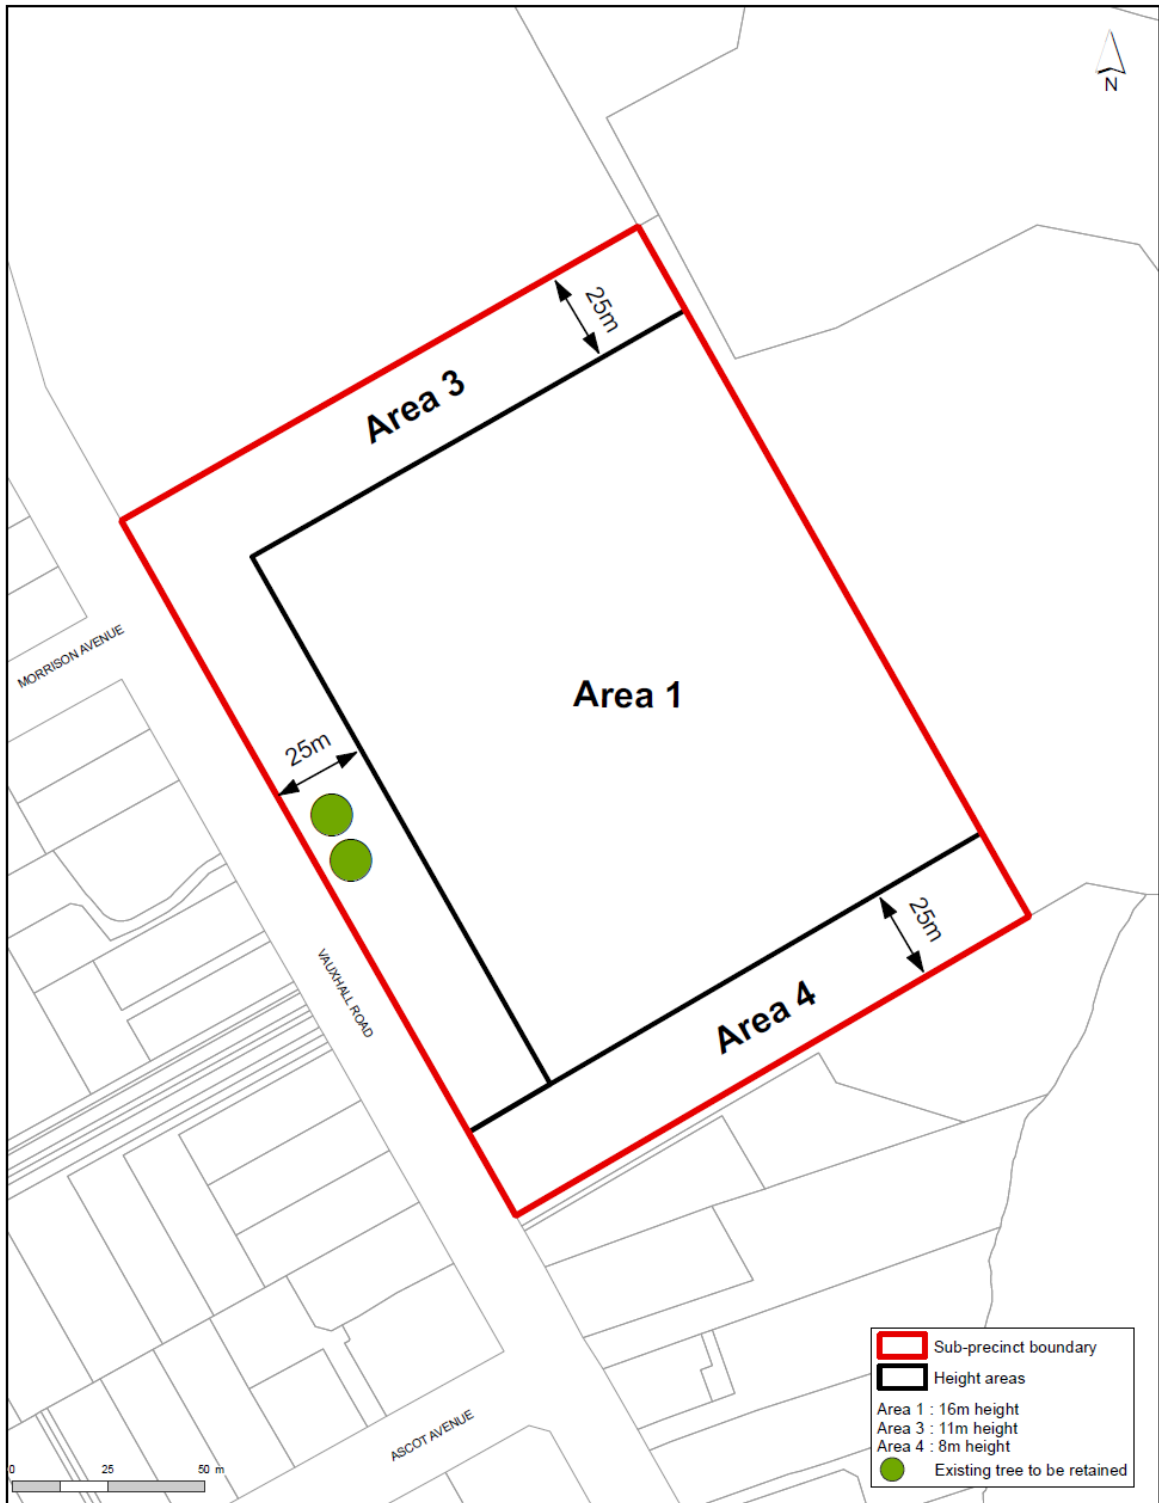 N
25m
Area 3
MORRISON AVENUE
Area 1
25m
25m
VAUXHALL ROAD
Area 4
ASCOT AVENUE
Sub-precinct boundary
Height areas
Area 1 : 16m height
Area 3 : 11m height
Area 4 : 8m height
Existing tree to be retained
0 25 50 m